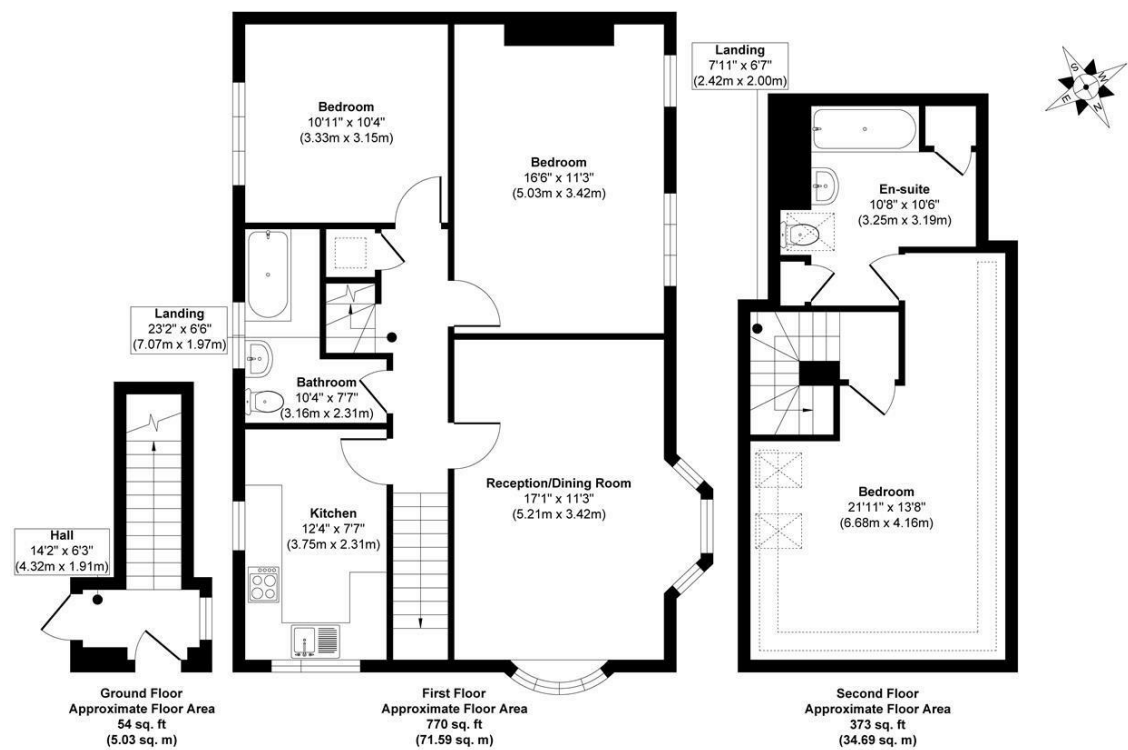 Landing
7'11" x 6'7"
(2.42m x 2.00m)
S
W
E
N
Bedroom
10'11" x 10'4"
(3.33m x 3.15m)
Bedroom
16'6" x 11'3"
(5.03m x 3.42m)
En-suite
10'8" x 10'6"
(3.25m x 3.19m)
Landing
23'2" x 6'6"
(7.07m x 1.97m)
Bathroom
10'4" x 7'7"
(3.16m x 2.31m)
Reception/Dining Room
17'1" x 11'3"
(5.21m x 3.42m)
Bedroom
21'11" x 13'8"
(6.68m x 4.16m)
Kitchen
12'4" x 7'7"
(3.75m x 2.31m)
Hall
14'2" x 6'3"
(4.32m x 1.91m)
Ground Floor
Approximate Floor Area
54 sq. ft
(5.03 sq. m)
First Floor
Approximate Floor Area
770 sq. ft
(71.59 sq. m)
Second Floor
Approximate Floor Area
373 sq. ft
(34.69 sq. m)